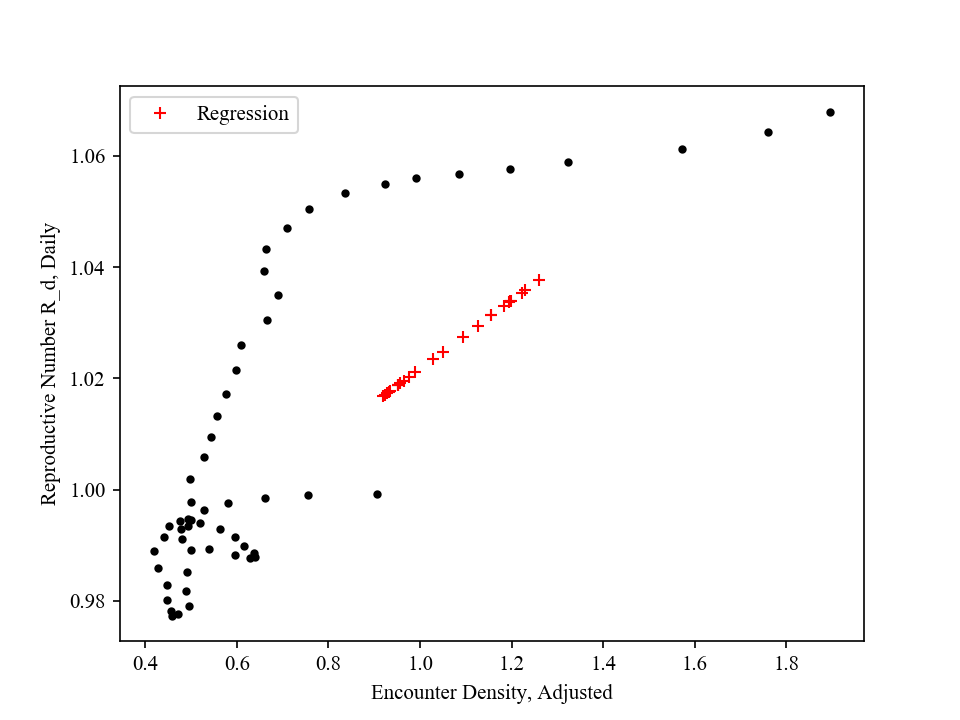 Regression
1.06
1.04
1.02
1.00
0.98
Reproductive Number R_d, Daily
0.4 0.6 0.8 1.0 1.2 1.4 1.6 1.8
Encounter Density, Adjusted